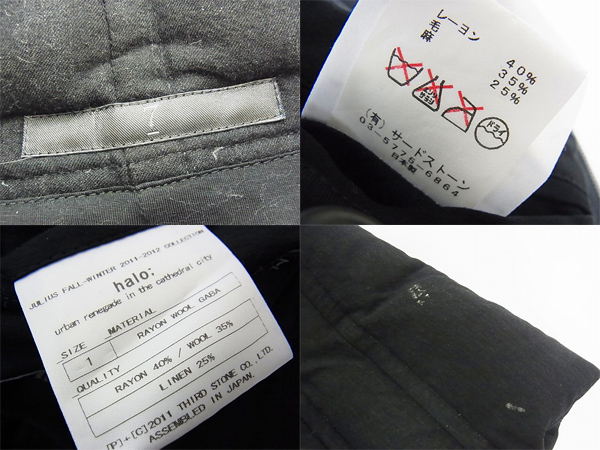 レーヨン 40%
毛 35%
麻 25%
ドライ
(有) サードストーン
03-5775-6864
日本製
JULIUS FALL-WINTER 2011-2012 COLLECTION
halo:
urban renegade in the cathedral city
SIZE MATERIAL
1 RAYON WOOL GABA
QUALITY
RAYON 40% / WOOL 35%
LINEN 25%
[P]+[C]2011 THIRD STONE CO., LTD.
ASSEMBLED IN JAPAN.